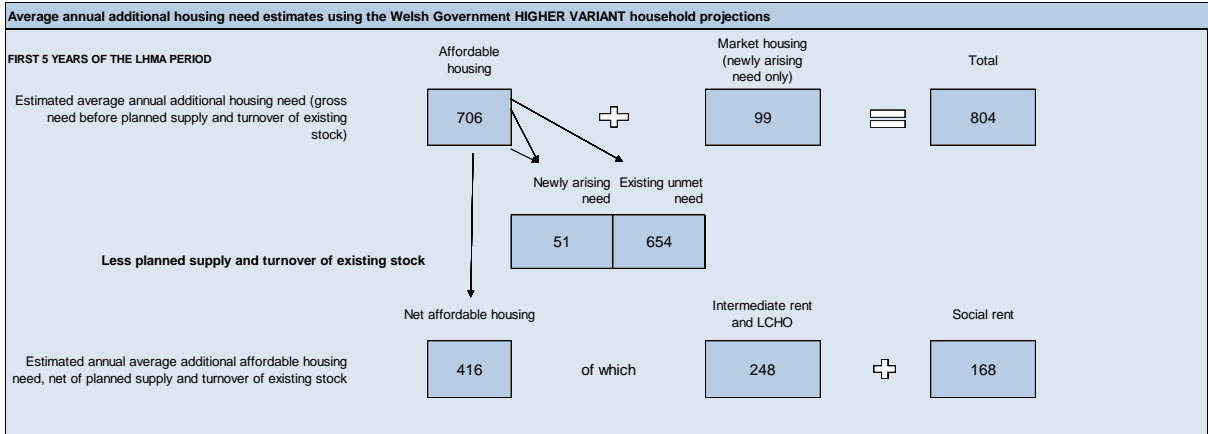 Average annual additional housing need estimates using the Welsh Government HIGHER VARIANT household projections
FIRST 5 YEARS OF THE LHMA PERIOD
Affordable
housing
Market housing
(newly arising
need only)
Total
Estimated average annual additional housing need (gross
need before planned supply and turnover of existing
stock)
706
99
804
Newly arising
need
Existing unmet
need
51
654
Less planned supply and turnover of existing stock
Net affordable housing
Intermediate rent
and LCHO
Social rent
Estimated annual average additional affordable housing
need, net of planned supply and turnover of existing stock
416
of which
248
168